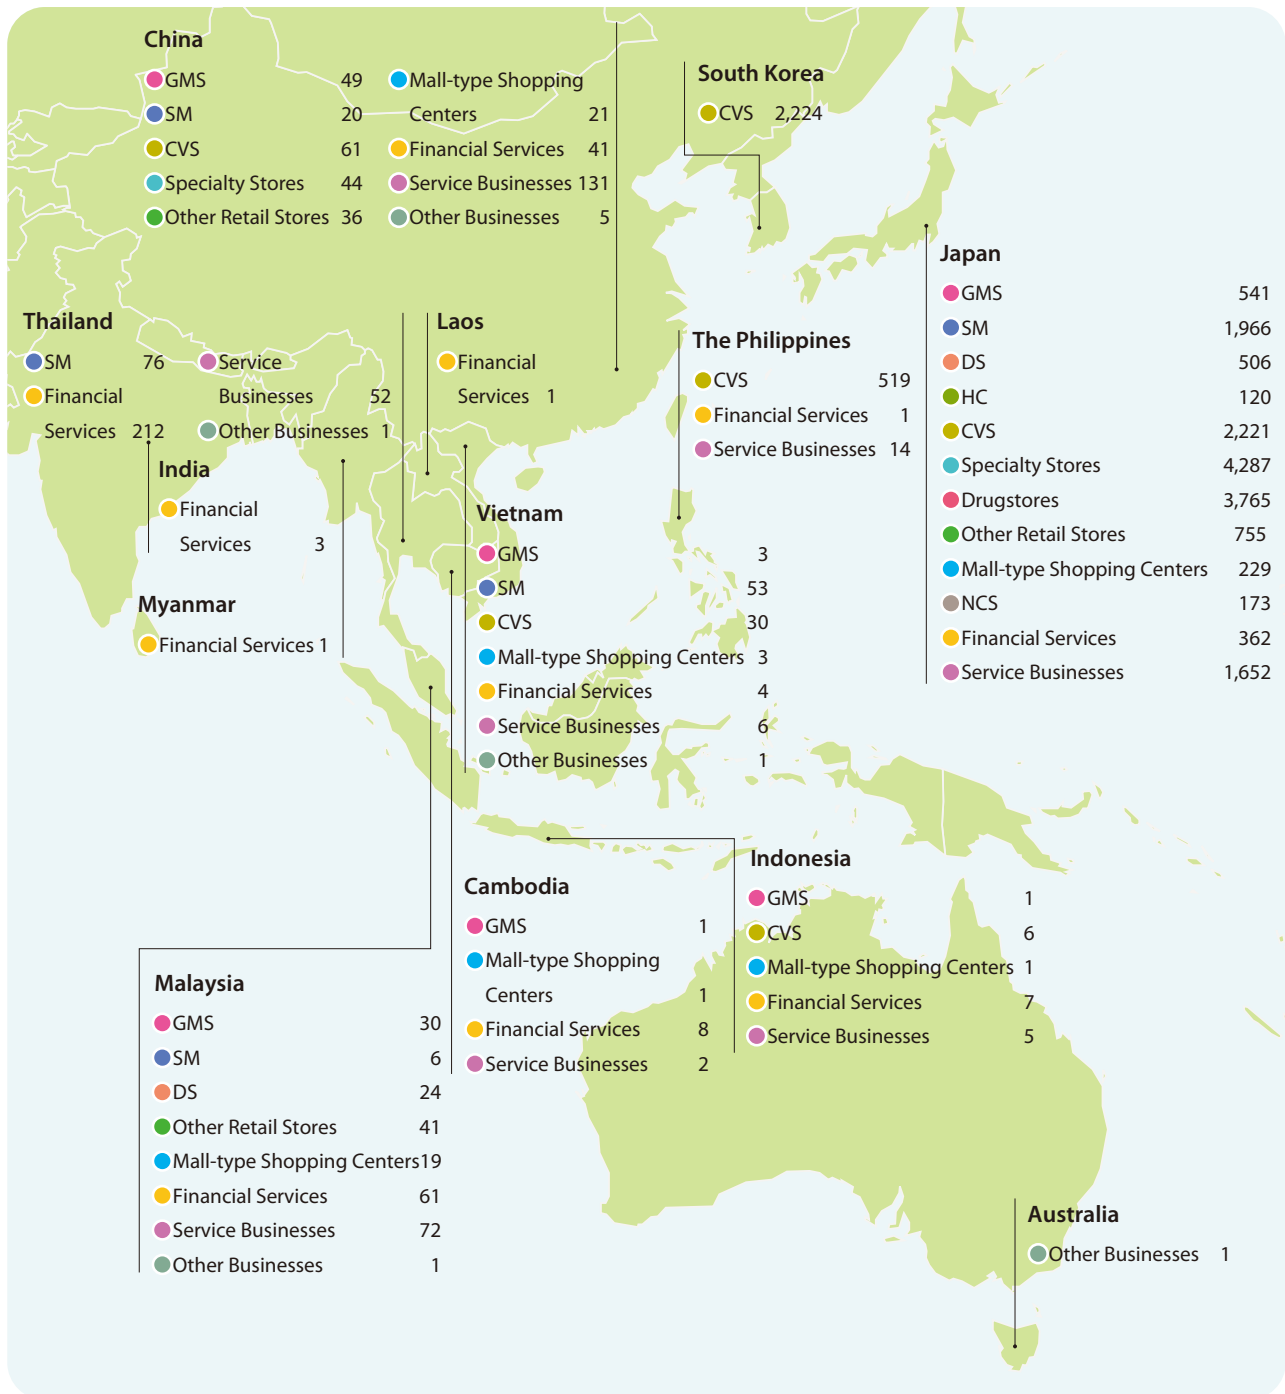 China
GMS 49
SM 20
CVS 61
Specialty Stores 44
Other Retail Stores 36
Mall-type Shopping
Centers 21
Financial Services 41
Service Businesses 131
Other Businesses 5
South Korea
CVS 2,224
Japan
GMS 541
SM 1,966
DS 506
HC 120
CVS 2,221
Specialty Stores 4,287
Drugstores 3,765
Other Retail Stores 755
Mall-type Shopping Centers 229
NCS 173
Financial Services 362
Service Businesses 1,652
Thailand
SM 76
Financial
Services 212
Service
Businesses 52
Other Businesses 1
Laos
Financial
Services 1
The Philippines
CVS 519
Financial Services 1
Service Businesses 14
India
Financial
Services 3
Myanmar
Financial Services 1
Vietnam
GMS 3
SM 53
CVS 30
Mall-type Shopping Centers 3
Financial Services 4
Service Businesses 6
Other Businesses 1
Indonesia
GMS 1
CVS 6
Mall-type Shopping Centers 1
Financial Services 7
Service Businesses 5
Cambodia
GMS 1
Mall-type Shopping
Centers 1
Financial Services 8
Service Businesses 2
Malaysia
GMS 30
SM 6
DS 24
Other Retail Stores 41
Mall-type Shopping Centers 19
Financial Services 61
Service Businesses 72
Other Businesses 1
Australia
Other Businesses 1